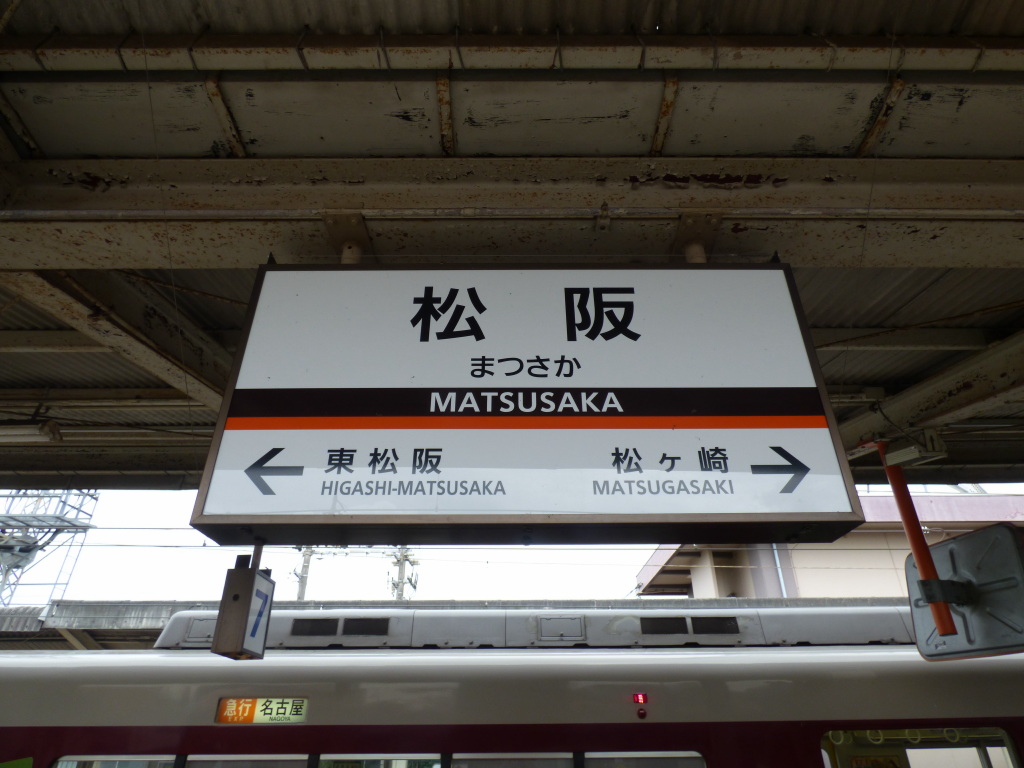 松 阪
まつさか
MATSUSAKA
東松阪 松ヶ崎
HIGASHI-MATSUSAKA MATSUGASAKI
7
急行 名古屋
NAGOYA